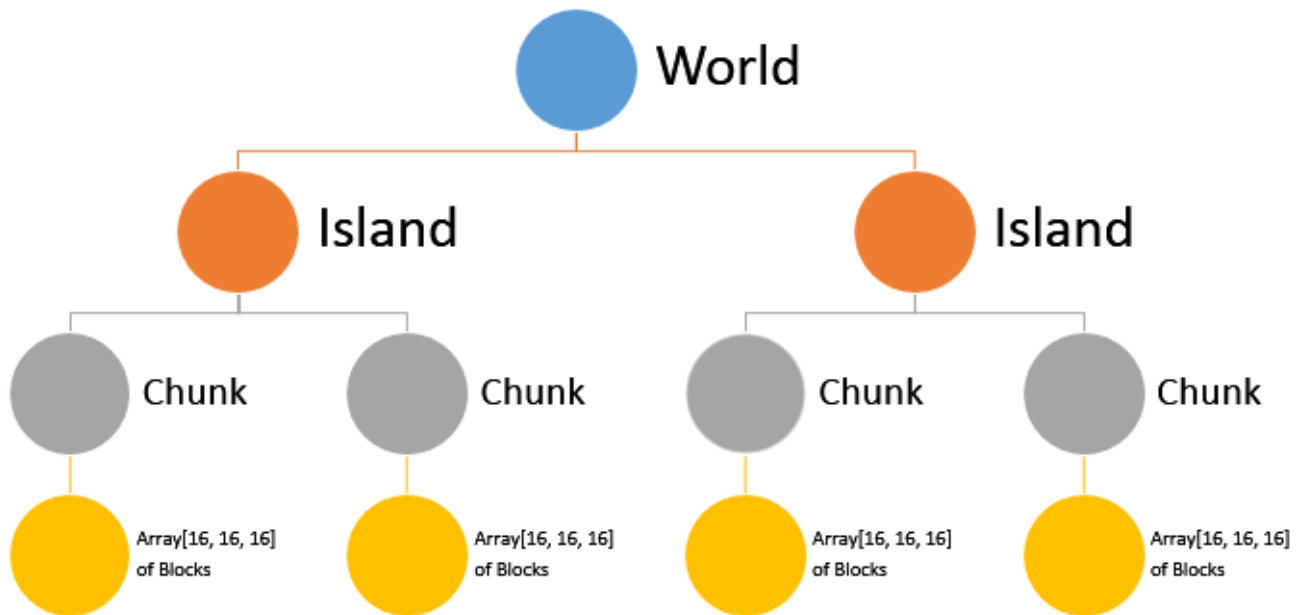 World
Island
Island
Chunk
Chunk
Chunk
Chunk
Array[16, 16, 16]
of Blocks
Array[16, 16, 16]
of Blocks
Array[16, 16, 16]
of Blocks
Array[16, 16, 16]
of Blocks